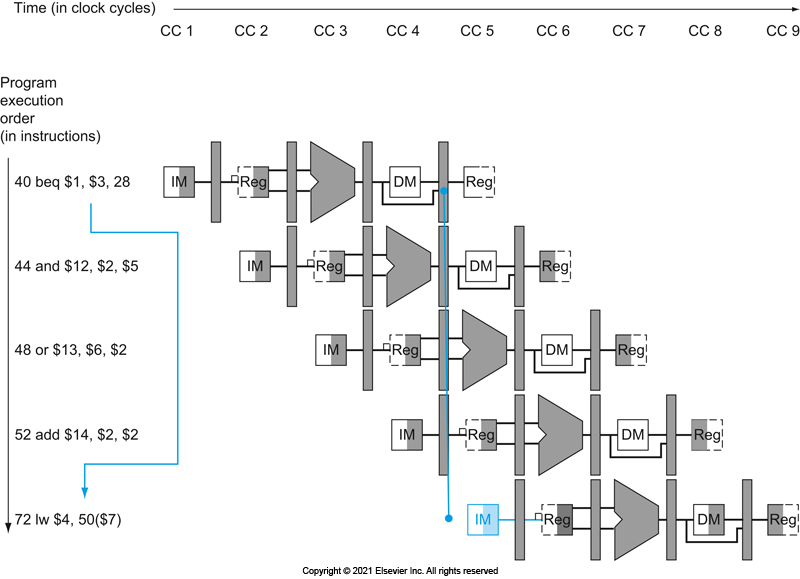 Time (in clock cycles)
CC 1 CC 2 CC 3 CC 4 CC 5 CC 6 CC 7 CC 8 CC 9
Program
execution
order
(in instructions)
40 beq $1, $3, 28 IM Reg DM Reg
44 and $12, $2, $5 IM Reg DM Reg
48 or $13, $6, $2 IM Reg DM Reg
52 add $14, $2, $2 IM Reg DM Reg
72 lw $4, 50($7) IM Reg DM Reg
Copyright © 2021 Elsevier Inc. All rights reserved